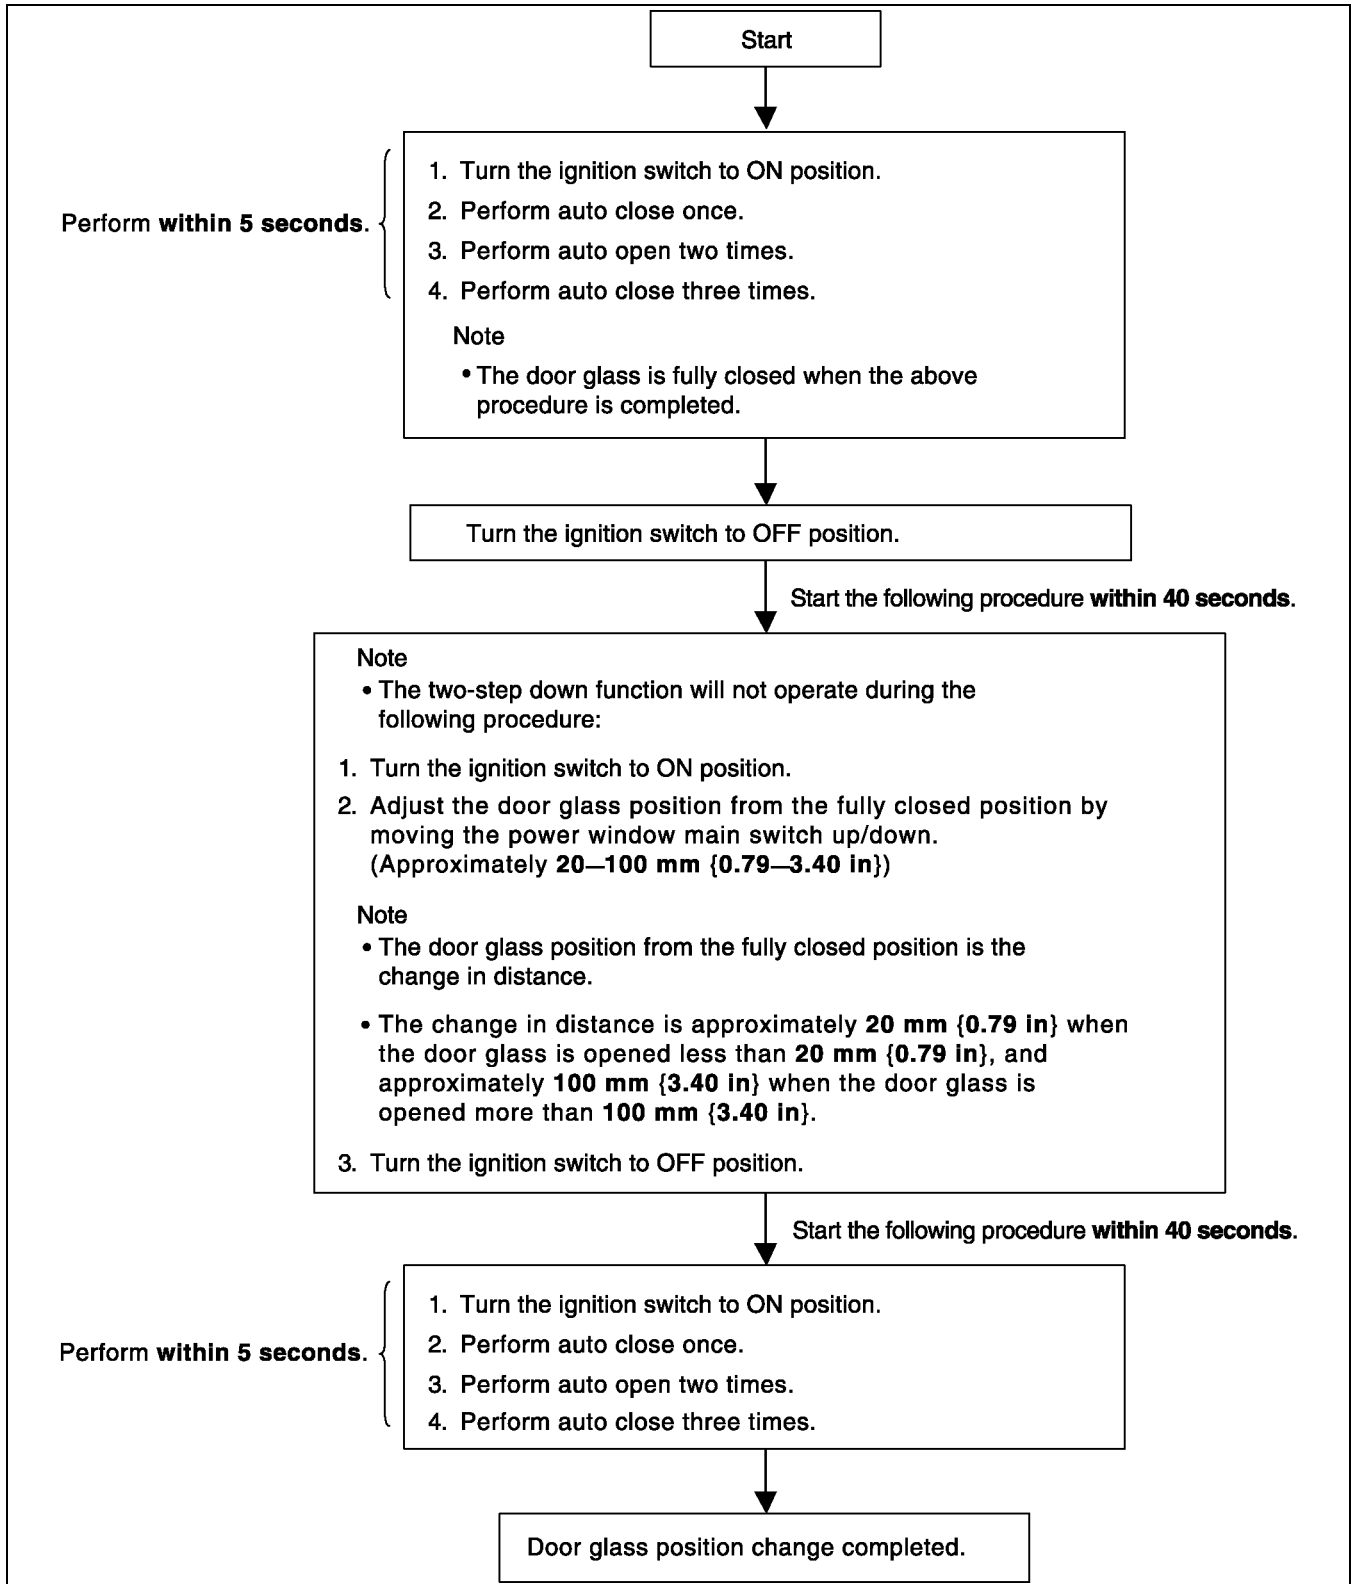 Start
Perform within 5 seconds.
1. Turn the ignition switch to ON position.
2. Perform auto close once.
3. Perform auto open two times.
4. Perform auto close three times.
Note
• The door glass is fully closed when the above
procedure is completed.
Turn the ignition switch to OFF position.
Start the following procedure within 40 seconds.
Note
• The two-step down function will not operate during the
following procedure:
1. Turn the ignition switch to ON position.
2. Adjust the door glass position from the fully closed position by
moving the power window main switch up/down.
(Approximately 20—100 mm {0.79—3.40 in})
Note
• The door glass position from the fully closed position is the
change in distance.
• The change in distance is approximately 20 mm {0.79 in} when
the door glass is opened less than 20 mm {0.79 in}, and
approximately 100 mm {3.40 in} when the door glass is
opened more than 100 mm {3.40 in}.
3. Turn the ignition switch to OFF position.
Start the following procedure within 40 seconds.
Perform within 5 seconds.
1. Turn the ignition switch to ON position.
2. Perform auto close once.
3. Perform auto open two times.
4. Perform auto close three times.
Door glass position change completed.